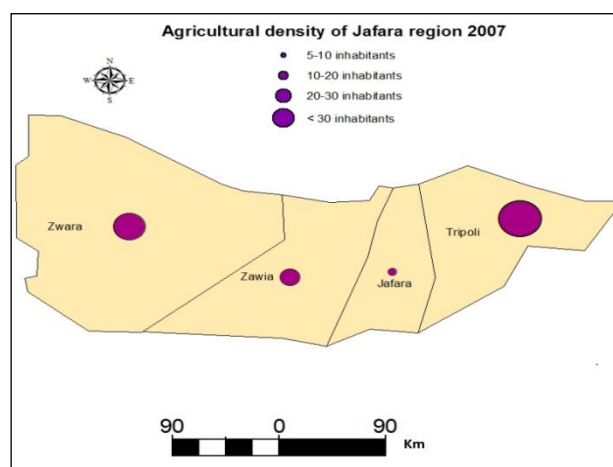 Agricultural density of Jafara region 2007
5-10 inhabitants
10-20 inhabitants
20-30 inhabitants
< 30 inhabitants
N
W E
S
Zwara
Tripoli
Zawia
Jafara
90 0 90
Km